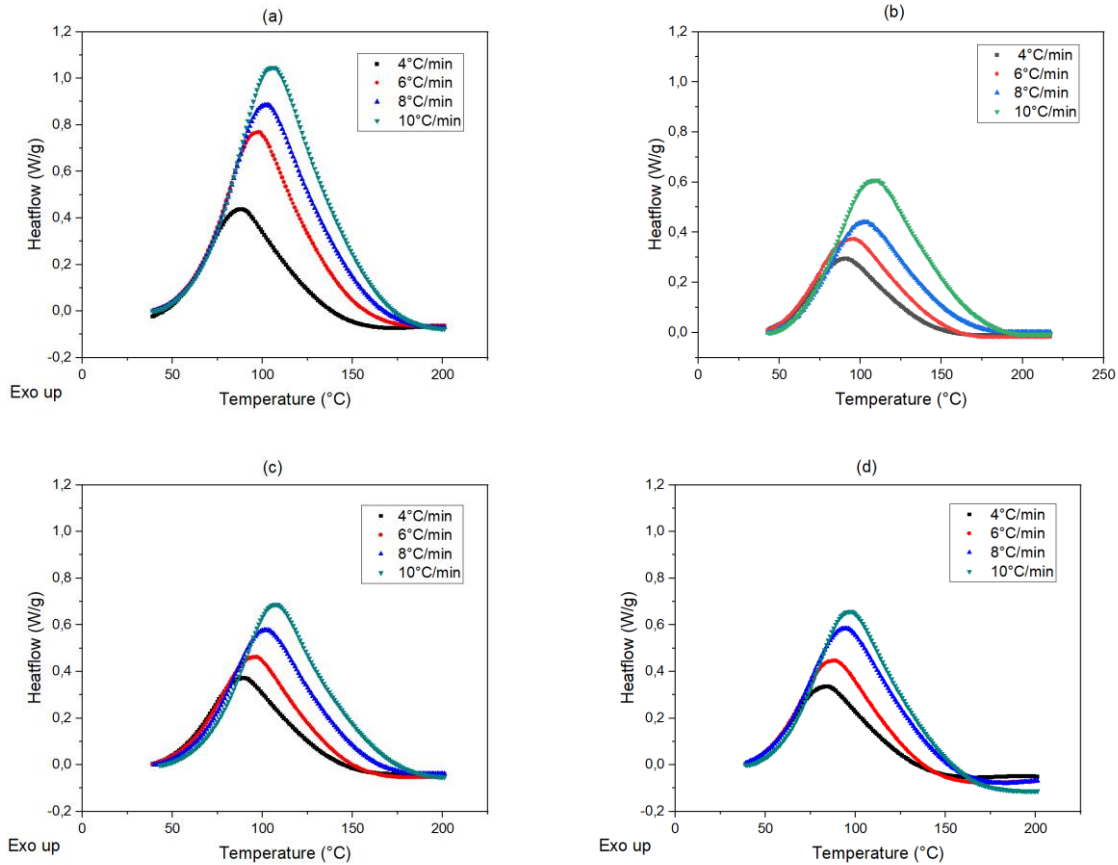 (a)
1,2
1,0
0,8
0,6
0,4
0,2
0,0
-0,2
Heatflow (W/g)
4°C/min
6°C/min
8°C/min
10°C/min
0
50
100
150
200
Temperature (°C)
Exo up
(b)
1,2
1,0
0,8
0,6
0,4
0,2
0,0
Heatflow (W/g)
4°C/min
6°C/min
8°C/min
10°C/min
0
50
100
150
200
250
Temperature (°C)
Exo up
(c)
1,2
1,0
0,8
0,6
0,4
0,2
0,0
-0,2
Heatflow (W/g)
4°C/min
6°C/min
8°C/min
10°C/min
0
50
100
150
200
Temperature (°C)
Exo up
(d)
1,2
1,0
0,8
0,6
0,4
0,2
0,0
-0,2
Heatflow (W/g)
4°C/min
6°C/min
8°C/min
10°C/min
0
50
100
150
200
Temperature (°C)
Exo up